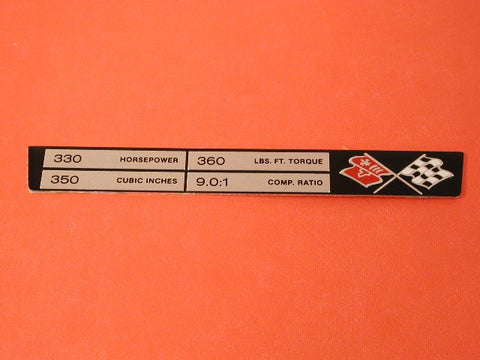 330 HORSEPOWER 360 LBS. FT. TORQUE
350 CUBIC INCHES 9.0:1 COMP. RATIO